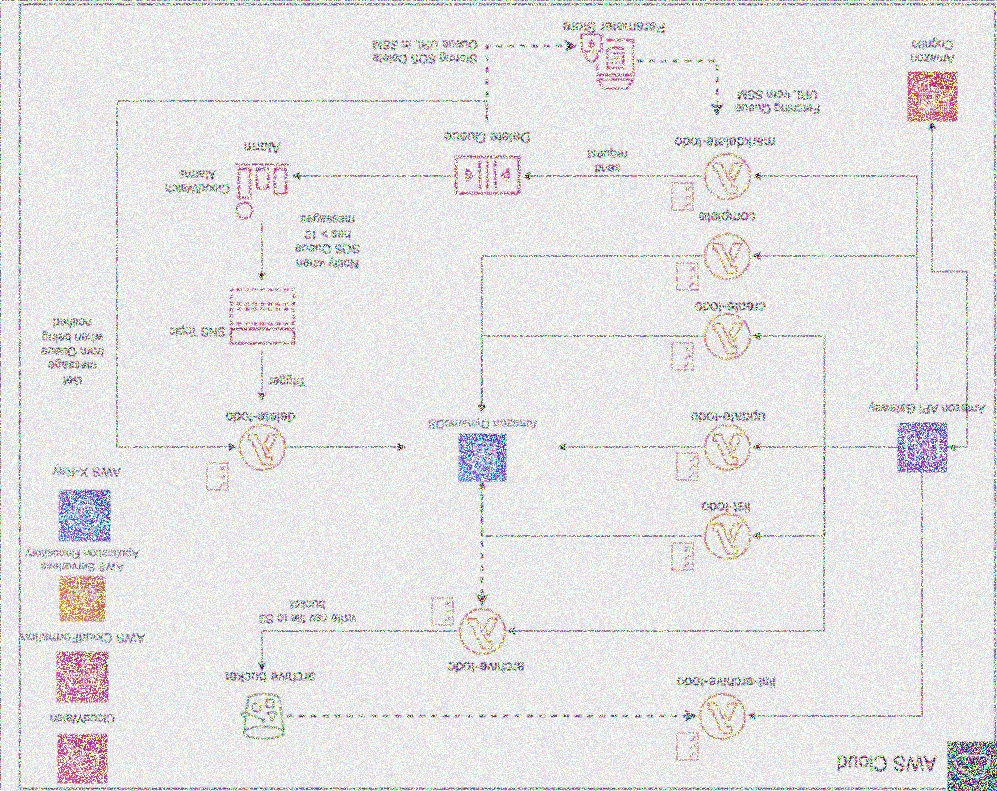 AWS Cloud
CloudWatch
list-archive-todo
archive bucket
archive-todo
AWS CloudFormation
write csv file to S3
bucket
AWS Serverless
Application Repository
list-todo
AWS X-Ray
Amazon API Gateway
update-todo
Amazon DynamoDB
delete-todo
Trigger
Get
message
from Queue
when being
notified
create-todo
SNS topic
complete
Notify when
SQS Queue
has >
messages
markdelete-todo
send
request
Delete Queue
CloudWatch
Alarms
Alarm
Fetching Queue
URL from SSM
Amazon
Cognito
Parameter Store
Storing SQS Delete
Queue URL in SSM